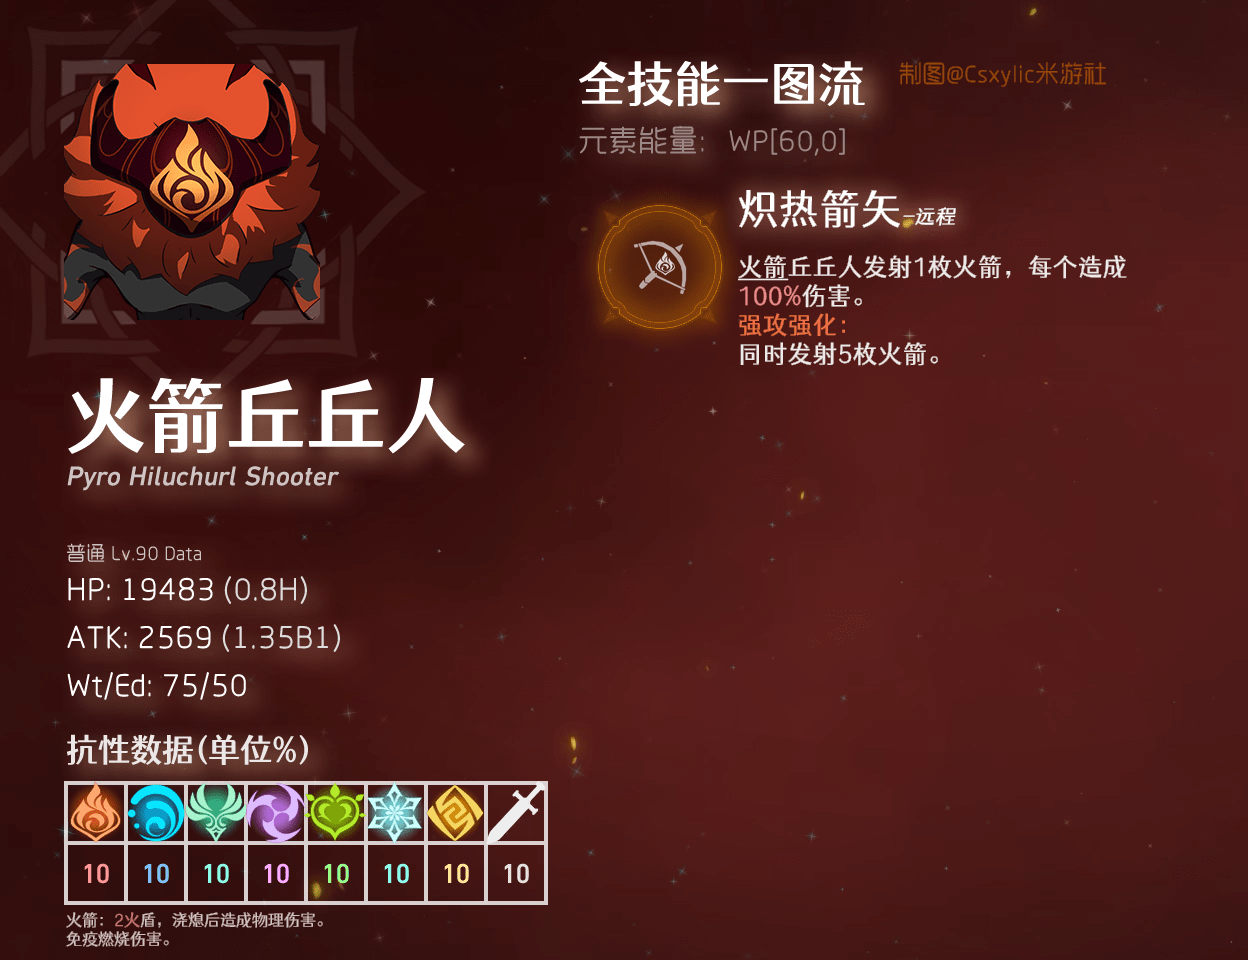 全技能一图流
制图@Csxylic米游社
元素能量: WP[60,0]
炽热箭矢-远程
火箭丘丘人发射1枚火箭，每个造成
100%伤害。
强攻强化：
同时发射5枚火箭。
火箭丘丘人
Pyro Hiluchurl Shooter
普通 Lv.90 Data
HP: 19483 (0.8H)
ATK: 2569 (1.35B1)
Wt/Ed: 75/50
抗性数据(单位%)
10 10 10 10 10 10 10 10
火箭：2火盾，浇熄后造成物理伤害。
免疫燃烧伤害。